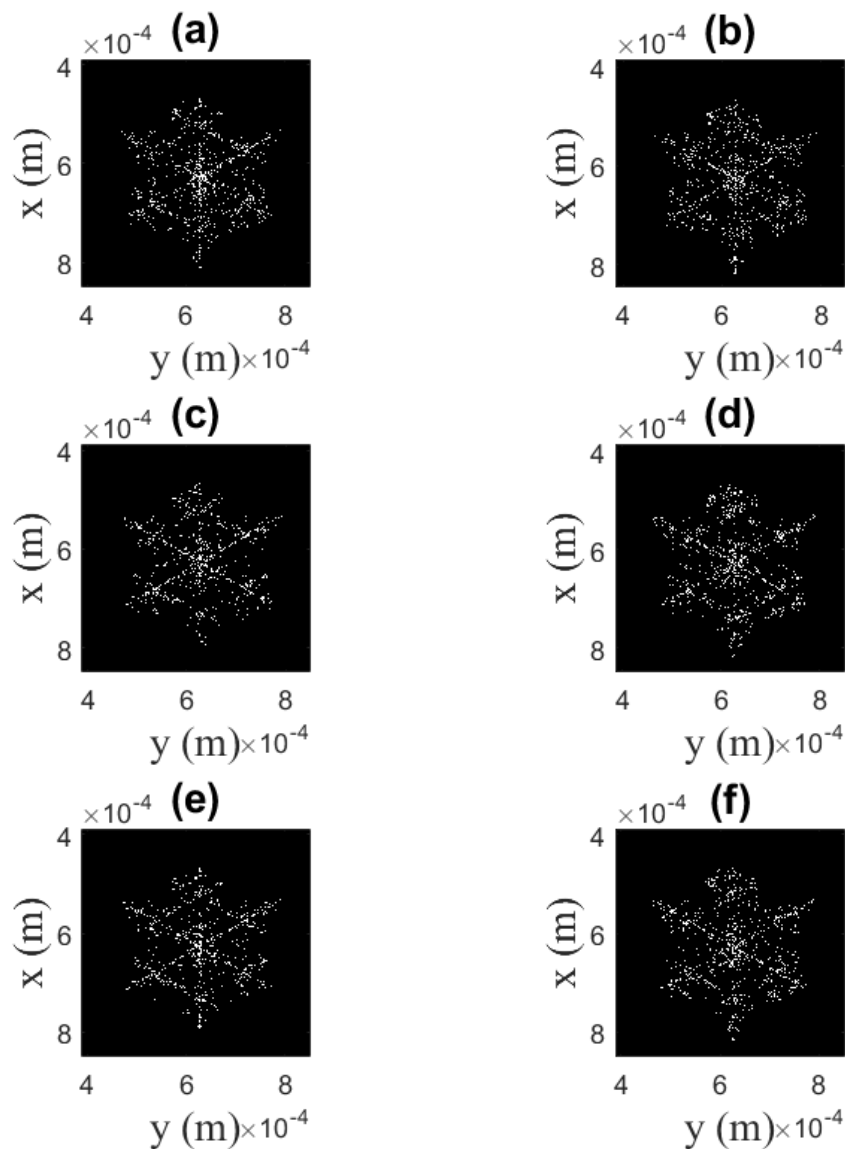 ×10⁻⁴ (a)
4
6
8
x (m)
4 6 8
y (m) ×10⁻⁴
×10⁻⁴ (b)
4
6
8
x (m)
4 6 8
y (m) ×10⁻⁴
×10⁻⁴ (c)
4
6
8
x (m)
4 6 8
y (m) ×10⁻⁴
×10⁻⁴ (d)
4
6
8
x (m)
4 6 8
y (m) ×10⁻⁴
×10⁻⁴ (e)
4
6
8
x (m)
4 6 8
y (m) ×10⁻⁴
×10⁻⁴ (f)
4
6
8
x (m)
4 6 8
y (m) ×10⁻⁴